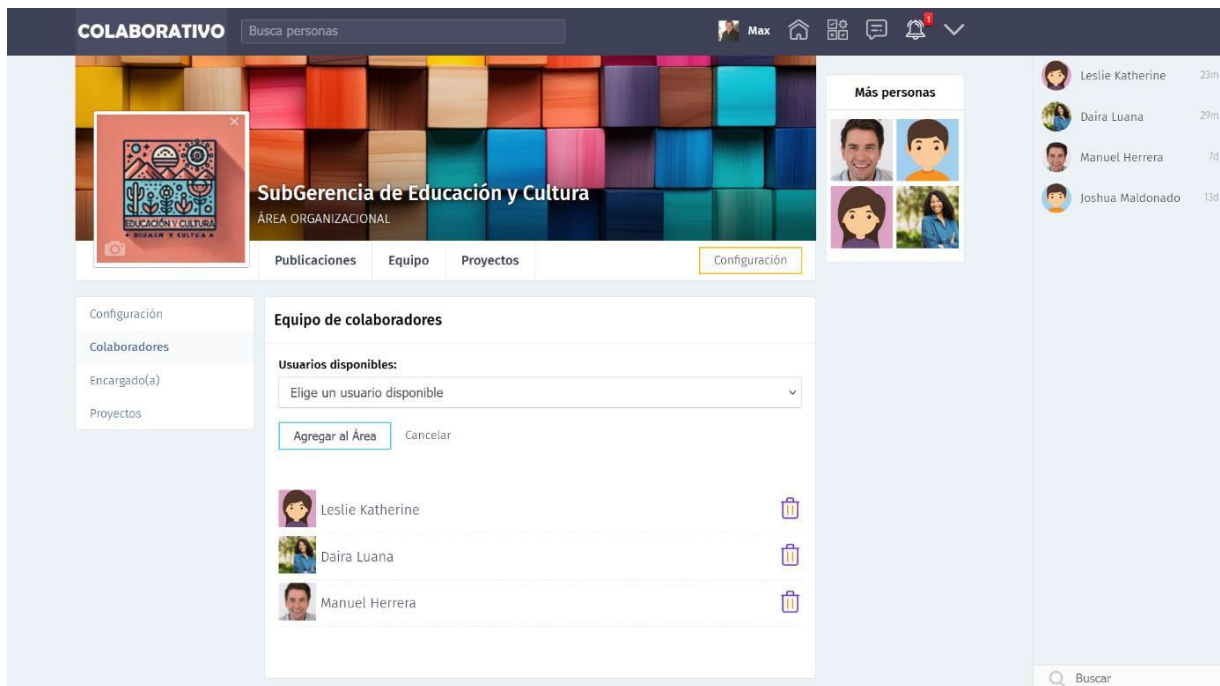 COLABORATIVO
Busca personas
Max
1
EDUCACIÓN Y CULTURA
SubGerencia de Educación y Cultura
ÁREA ORGANIZACIONAL
Publicaciones
Equipo
Proyectos
Configuración
Configuración
Colaboradores
Encargado(a)
Proyectos
Equipo de colaboradores
Usuarios disponibles:
Elige un usuario disponible
Agregar al Área
Cancelar
Leslie Katherine
Daira Luana
Manuel Herrera
Más personas
Leslie Katherine 23m
Daira Luana 29m
Manuel Herrera 7d
Joshua Maldonado 13d
Buscar